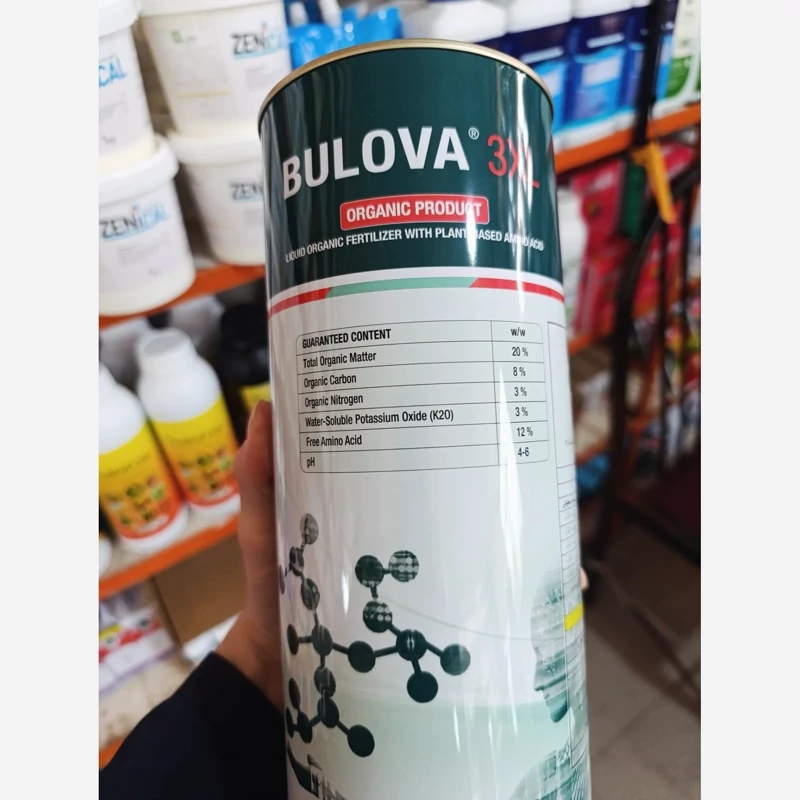 ZENICAL
ZENICAL
BULOVA® 3XL
ORGANIC PRODUCT
LIQUID ORGANIC FERTILIZER WITH PLANT BASED AMINO ACID
GUARANTEED CONTENT w/w
Total Organic Matter 20 %
Organic Carbon 8 %
Organic Nitrogen 3 %
Water-Soluble Potassium Oxide (K2O) 3 %
Free Amino Acid 12 %
pH 4-6